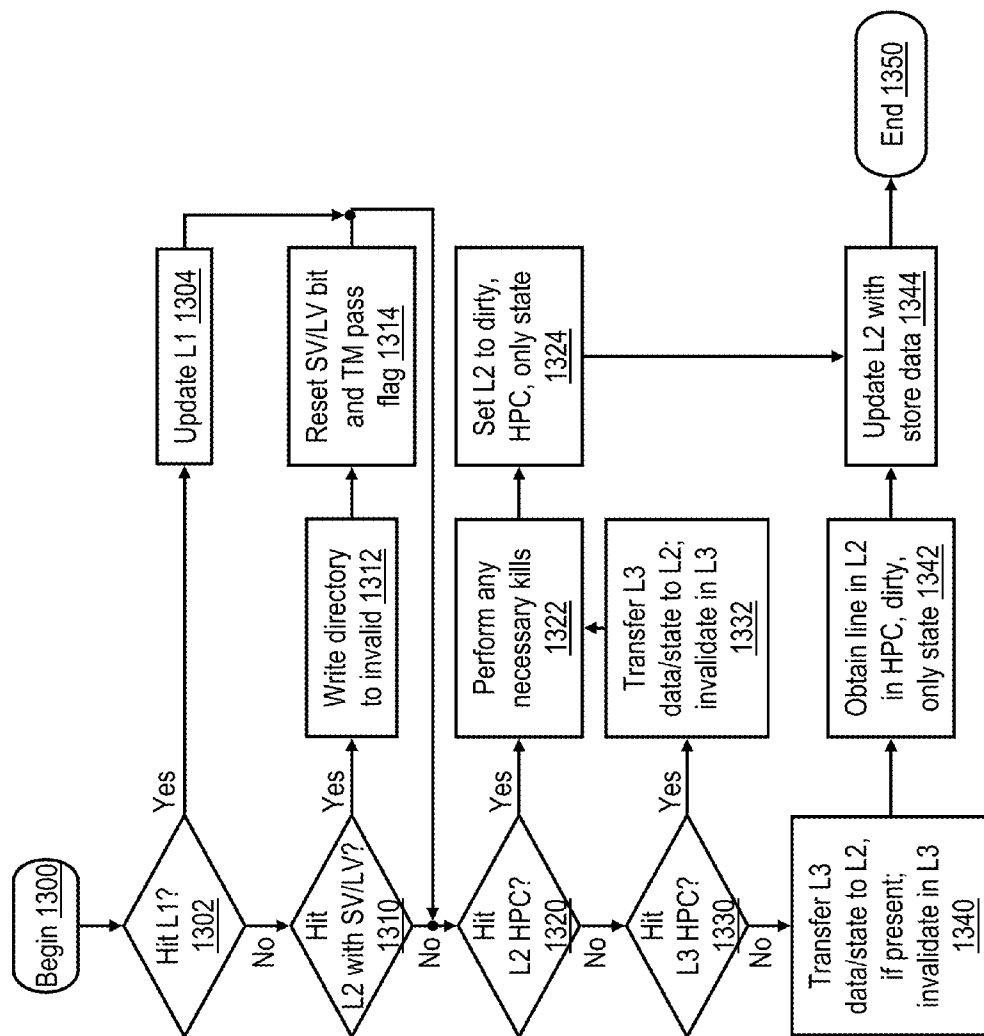 Begin 1300
Hit L1?
1302
Yes
No
Update L1 1304
Hit
L2 with SV/LV?
1310
Yes
No
Write directory
to invalid 1312
Reset SV/LV bit
and TM pass
flag 1314
Hit
L2 HPC?
1320
Yes
No
Perform any
necessary kills
1322
Set L2 to dirty,
HPC, only state
1324
Hit
L3 HPC?
1330
Yes
No
Transfer L3
data/state to L2;
invalidate in L3
1332
Transfer L3
data/state to L2,
if present;
invalidate in L3
1340
Obtain line in L2
in HPC, dirty,
only state 1342
Update L2 with
store data 1344
End 1350